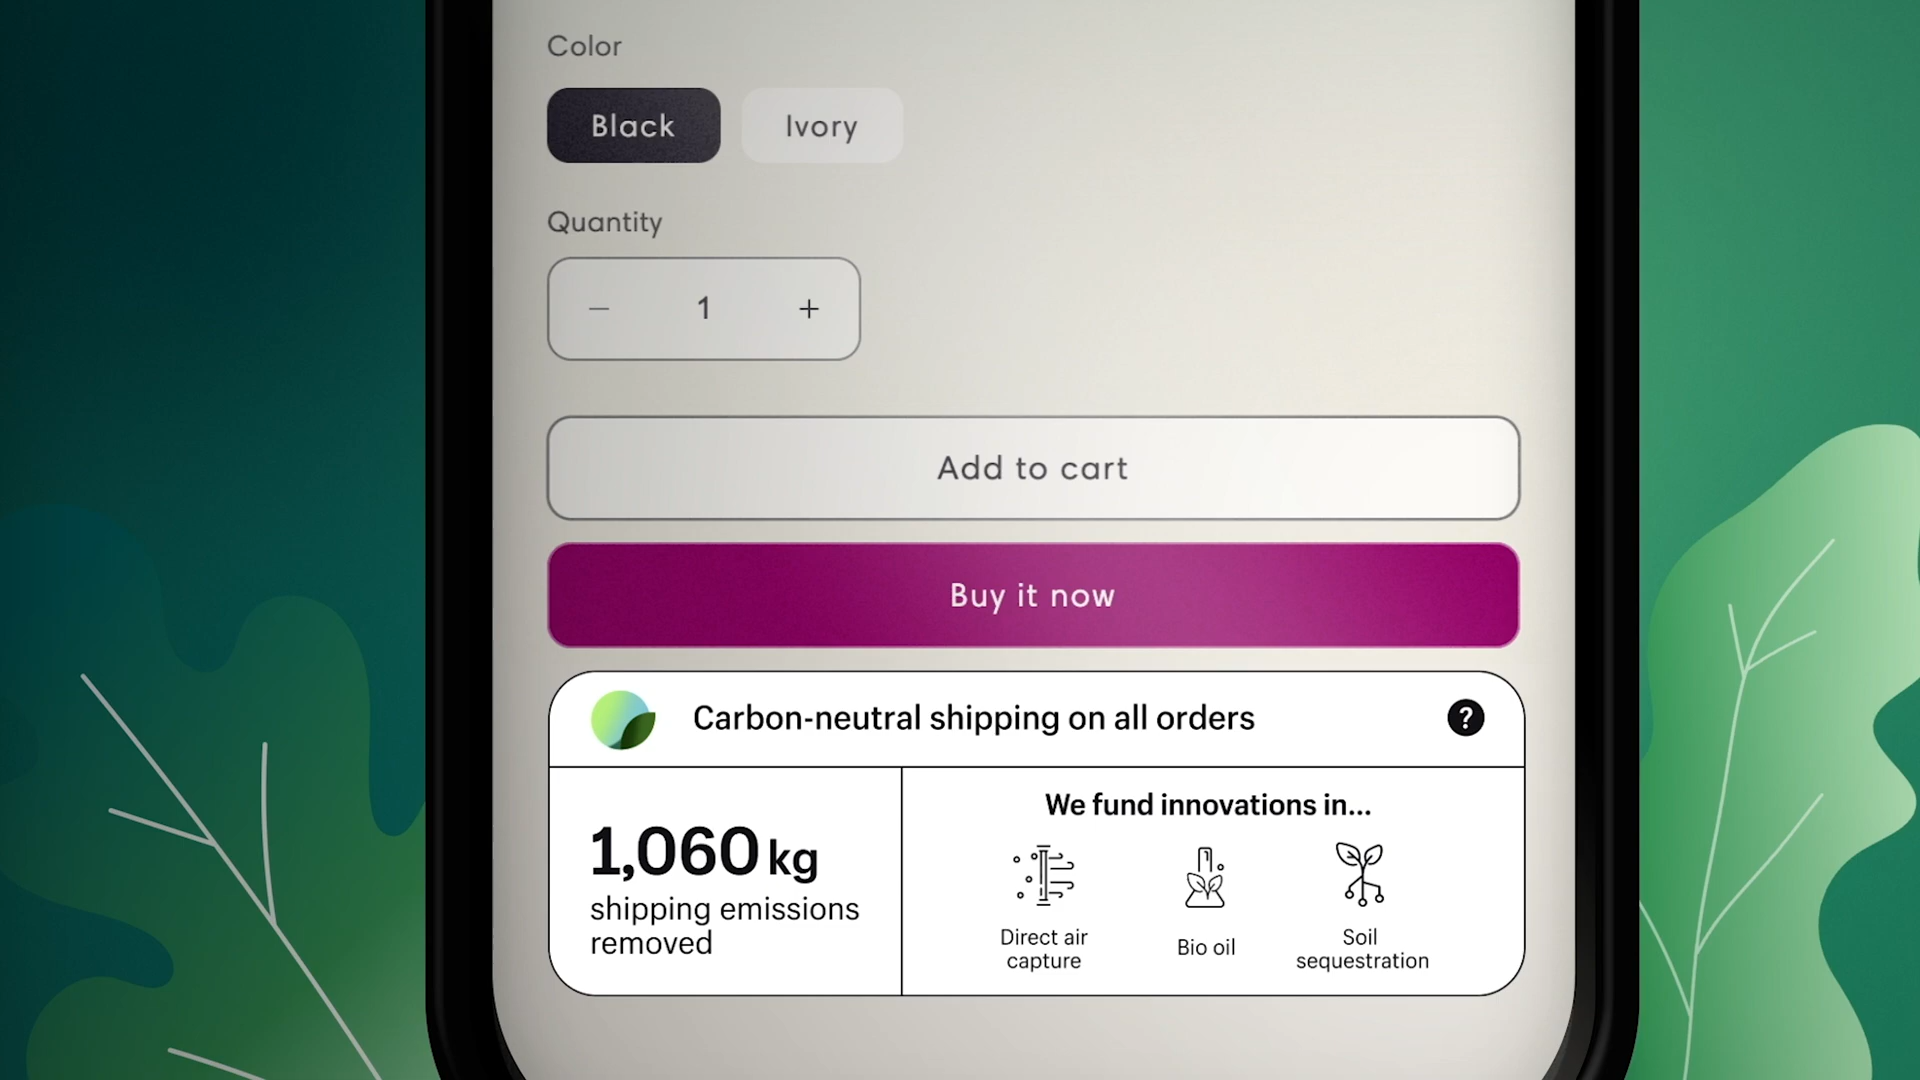 Color
Black
Ivory
Quantity
− 1 +
Add to cart
Buy it now
Carbon-neutral shipping on all orders
?
1,060 kg
shipping emissions
removed
We fund innovations in...
Direct air
capture
Bio oil
Soil
sequestration